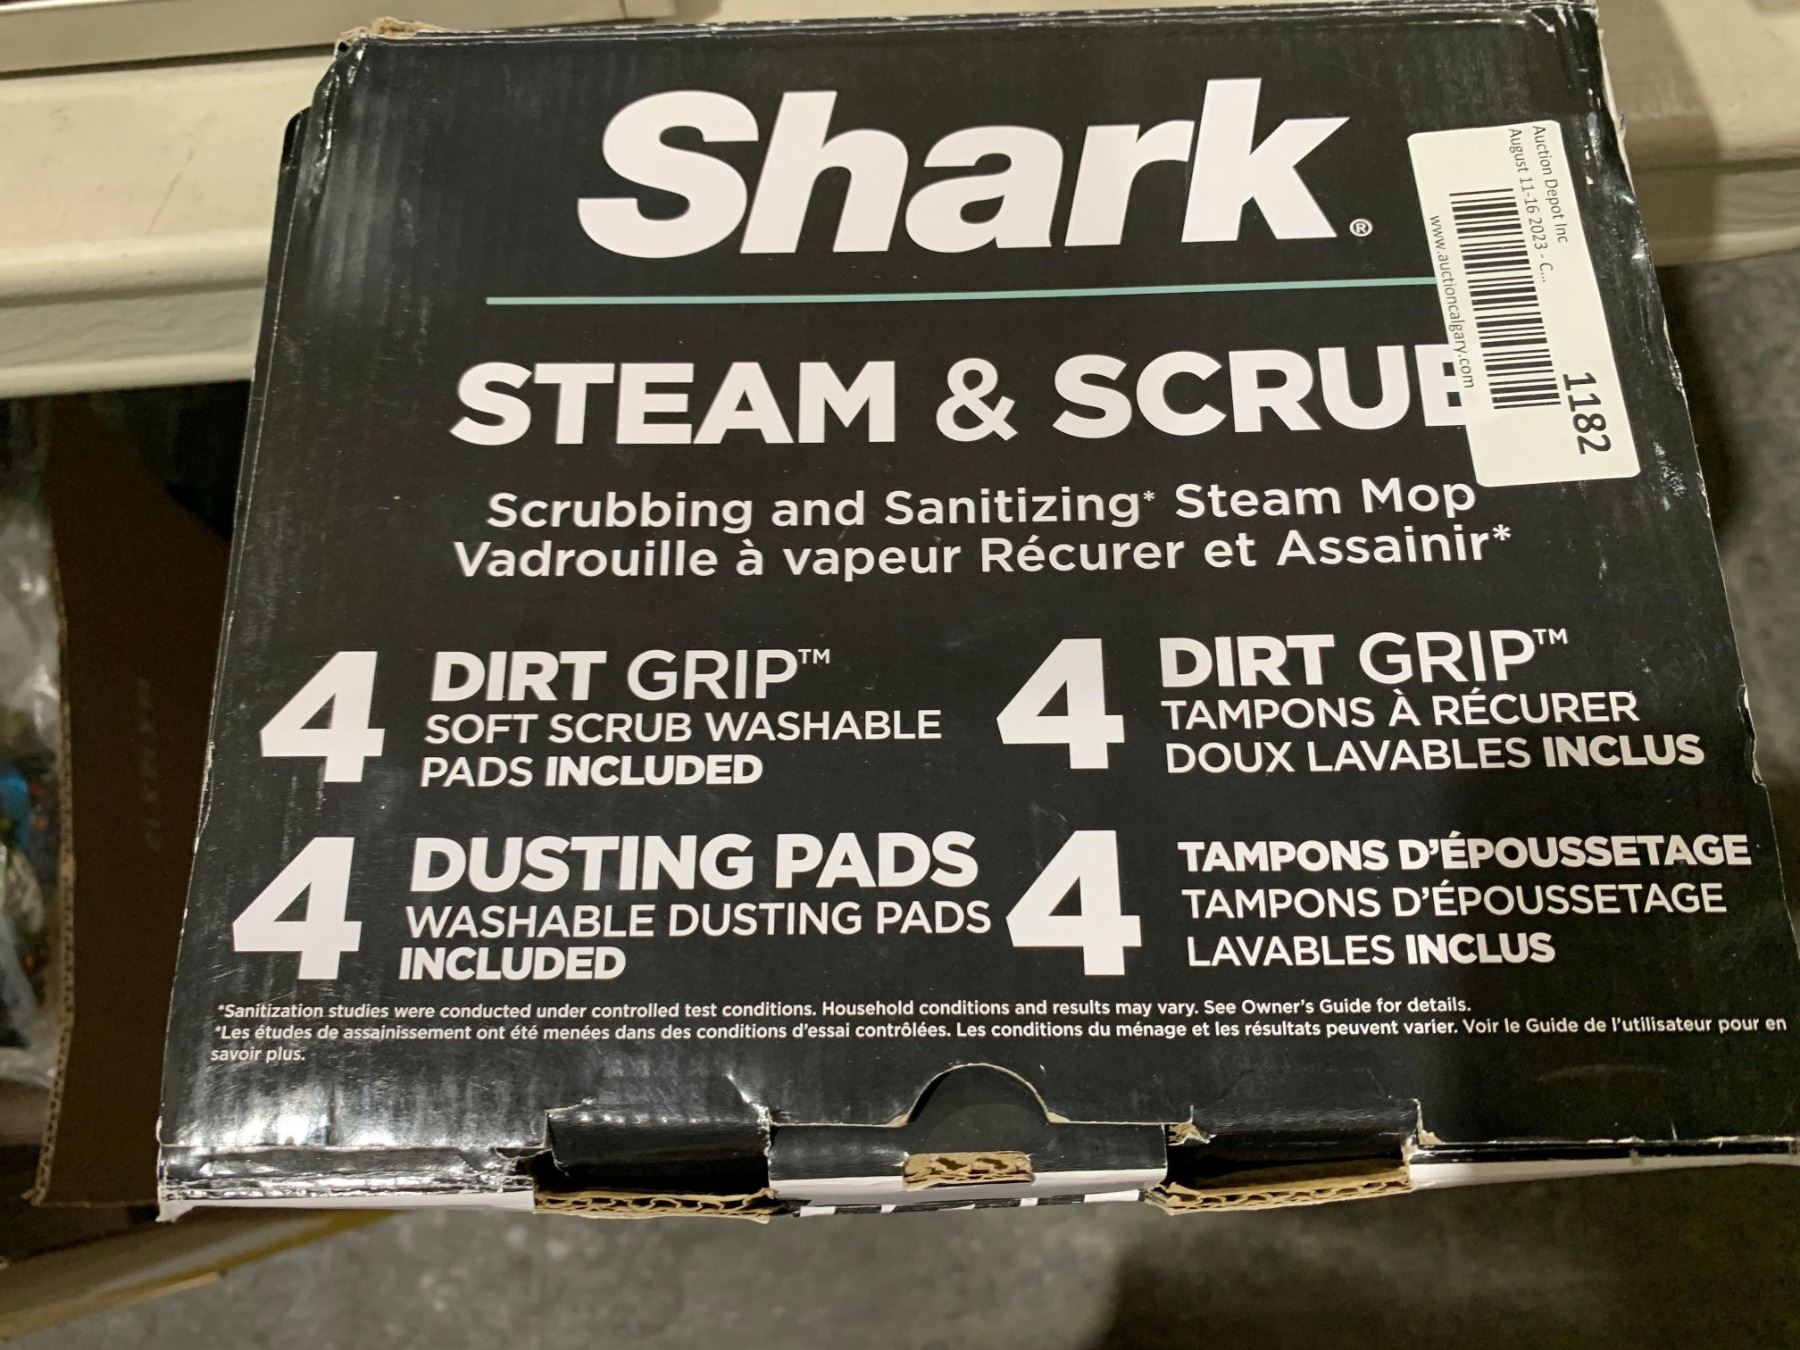 Shark®
STEAM & SCRUB
Scrubbing and Sanitizing* Steam Mop
Vadrouille à vapeur Récurer et Assainir*
4 DIRT GRIP™
SOFT SCRUB WASHABLE
PADS INCLUDED
4 DIRT GRIP™
TAMPONS À RÉCURER
DOUX LAVABLES INCLUS
4 DUSTING PADS
WASHABLE DUSTING PADS
INCLUDED
4 TAMPONS D'ÉPOUSSETAGE
TAMPONS D'ÉPOUSSETAGE
LAVABLES INCLUS
*Sanitization studies were conducted under controlled test conditions. Household conditions and results may vary. See Owner's Guide for details.
*Les études de assainissement ont été menées dans des conditions d'essai contrôlées. Les conditions du ménage et les résultats peuvent varier. Voir le Guide de l'utilisateur pour en
savoir plus.
Auction Depot Inc
August 11-16 2023 - C...
www.auctioncalgary.com
1182